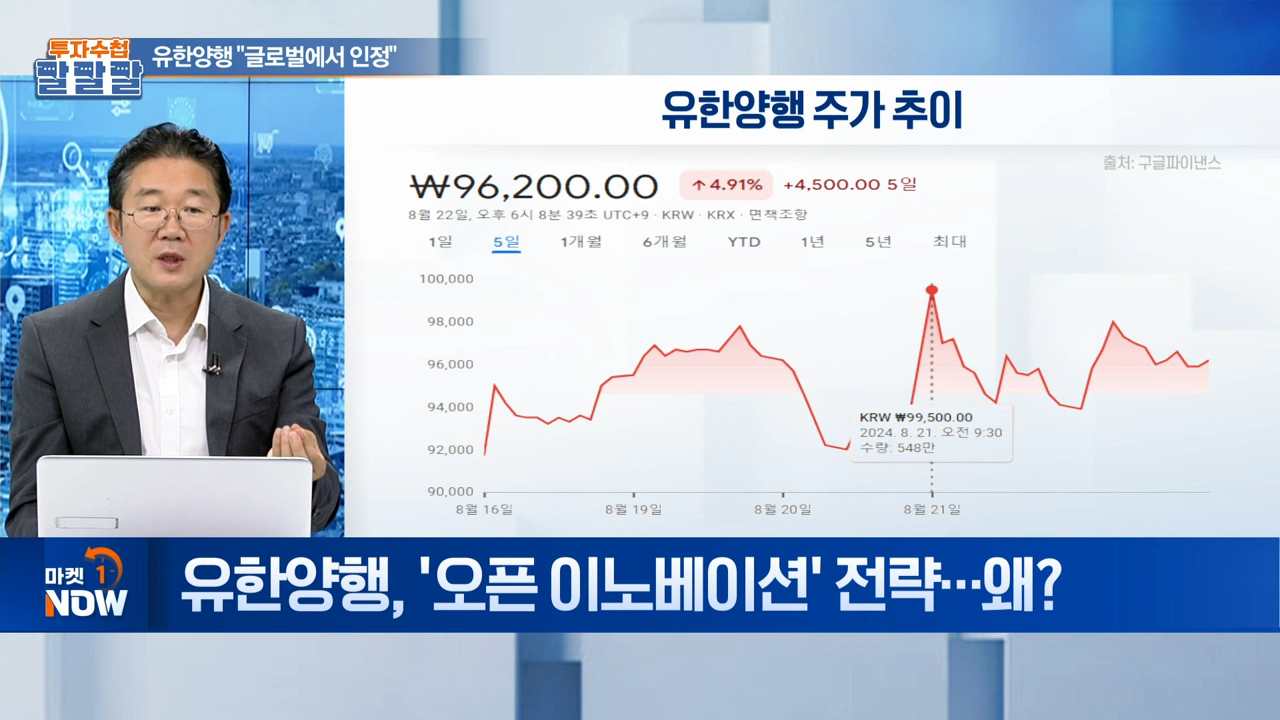 투자수첩
팔팔팔
유한양행 "글로벌에서 인정"
유한양행 주가 추이
출처: 구글파이낸스
₩96,200.00 ↑4.91% +4,500.00 5일
8월 22일, 오후 6시 8분 39초 UTC+9 · KRW · KRX · 면책조항
1일 5일 1개월 6개월 YTD 1년 5년 최대
100,000
98,000
96,000
94,000
92,000
90,000
KRW ₩99,500.00
2024. 8. 21. 오전 9:30
수량: 548만
8월 16일 8월 19일 8월 20일 8월 21일
마켓 1
NOW
유한양행, '오픈 이노베이션' 전략…왜?